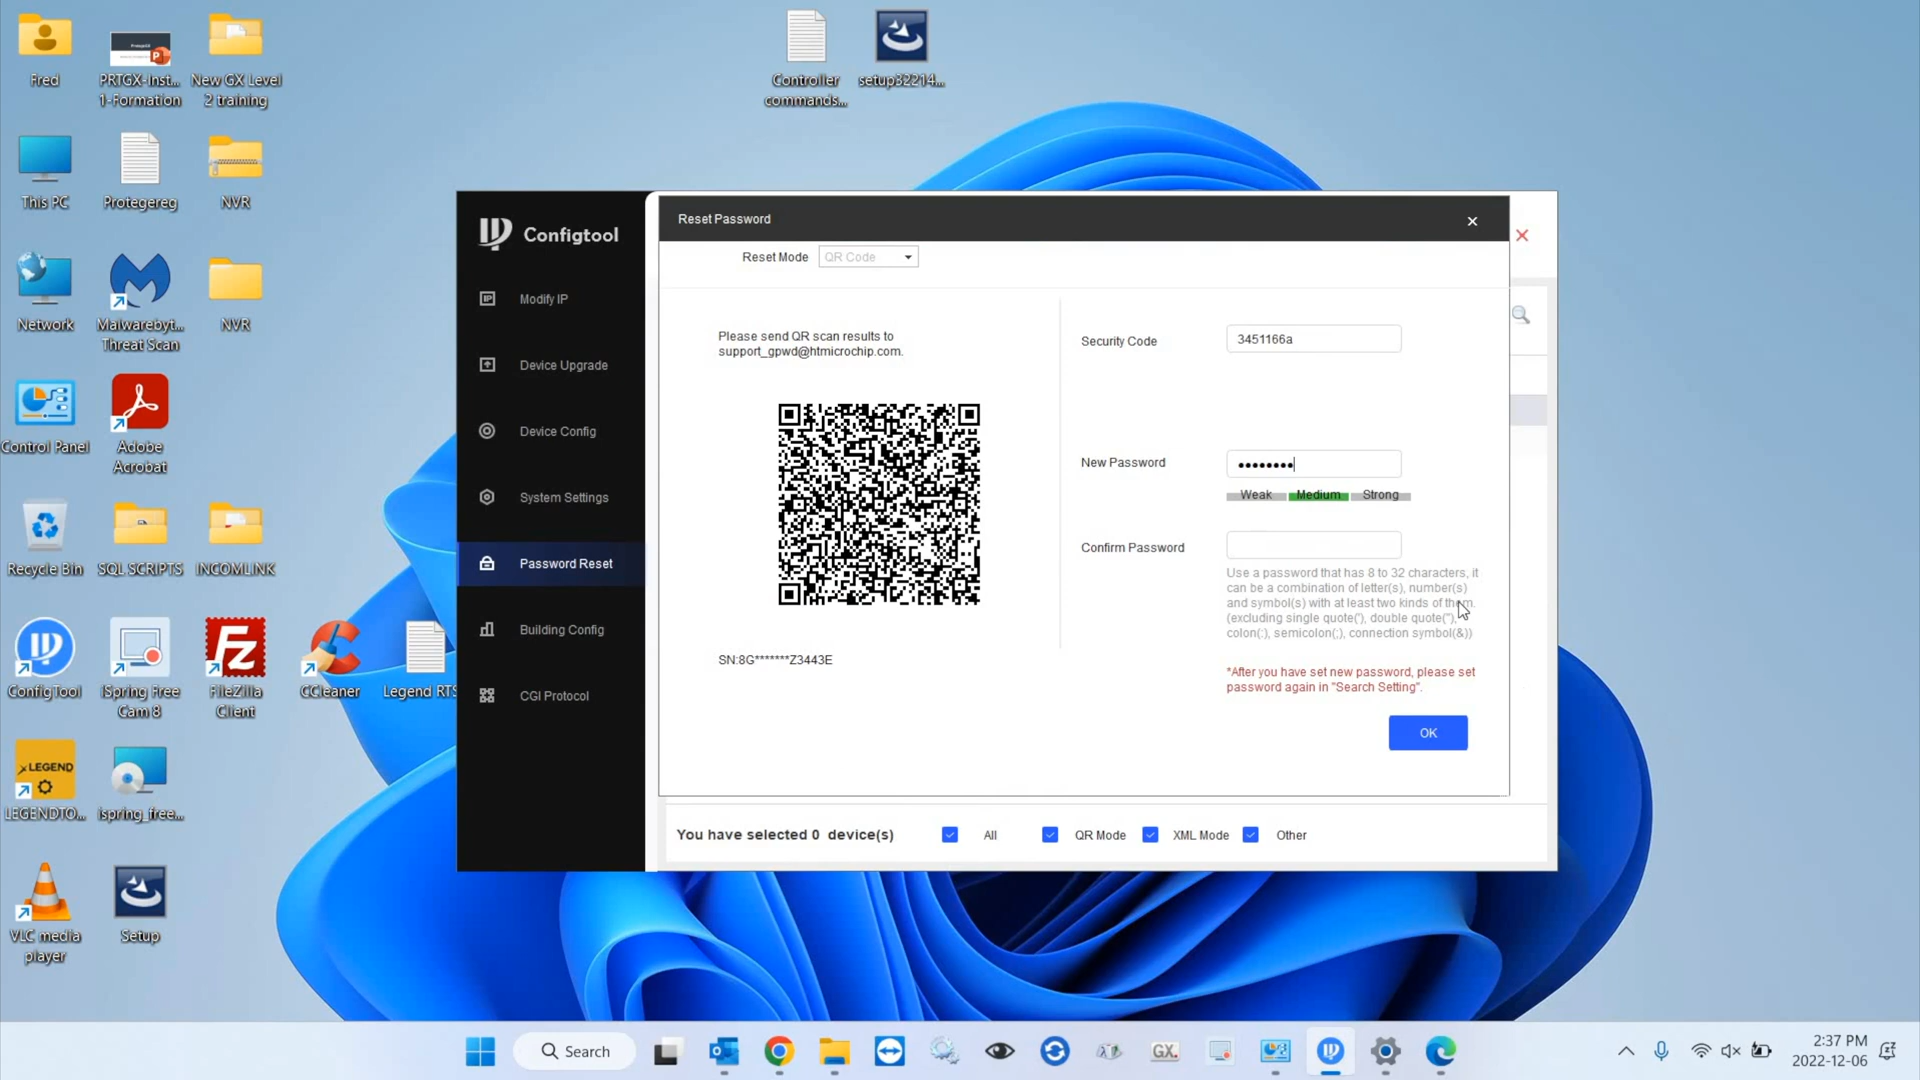 Fred
PRTGX-Inst...
1-Formation
New GX Level
2 training
Controller
commands...
setup32214...
This PC
Protegereg
NVR
Network
Malwarebyt...
Threat Scan
NVR
Control Panel
Adobe
Acrobat
Recycle Bin
SQL SCRIPTS
INCOMLINK
ConfigTool
iSpring Free
Cam 8
FileZilla
Client
CCleaner
Legend RTS
LEGEND
LEGENDTO...
ispring_free...
VLC media
player
Setup
Configtool
Modify IP
Device Upgrade
Device Config
System Settings
Password Reset
Building Config
CGI Protocol
Reset Password
Reset Mode
QR Code
Please send QR scan results to
support_gpwd@htmicrochip.com.
SN:8G*******Z3443E
Security Code
3451166a
New Password
••••••••
Weak
Medium
Strong
Confirm Password
Use a password that has 8 to 32 characters, it
can be a combination of letter(s), number(s)
and symbol(s) with at least two kinds of them.
(excluding single quote('), double quote("),
colon(:), semicolon(;), connection symbol(&))
*After you have set new password, please set
password again in "Search Setting".
OK
You have selected 0 device(s)
All
QR Mode
XML Mode
Other
Search
GX.
2:37 PM
2022-12-06